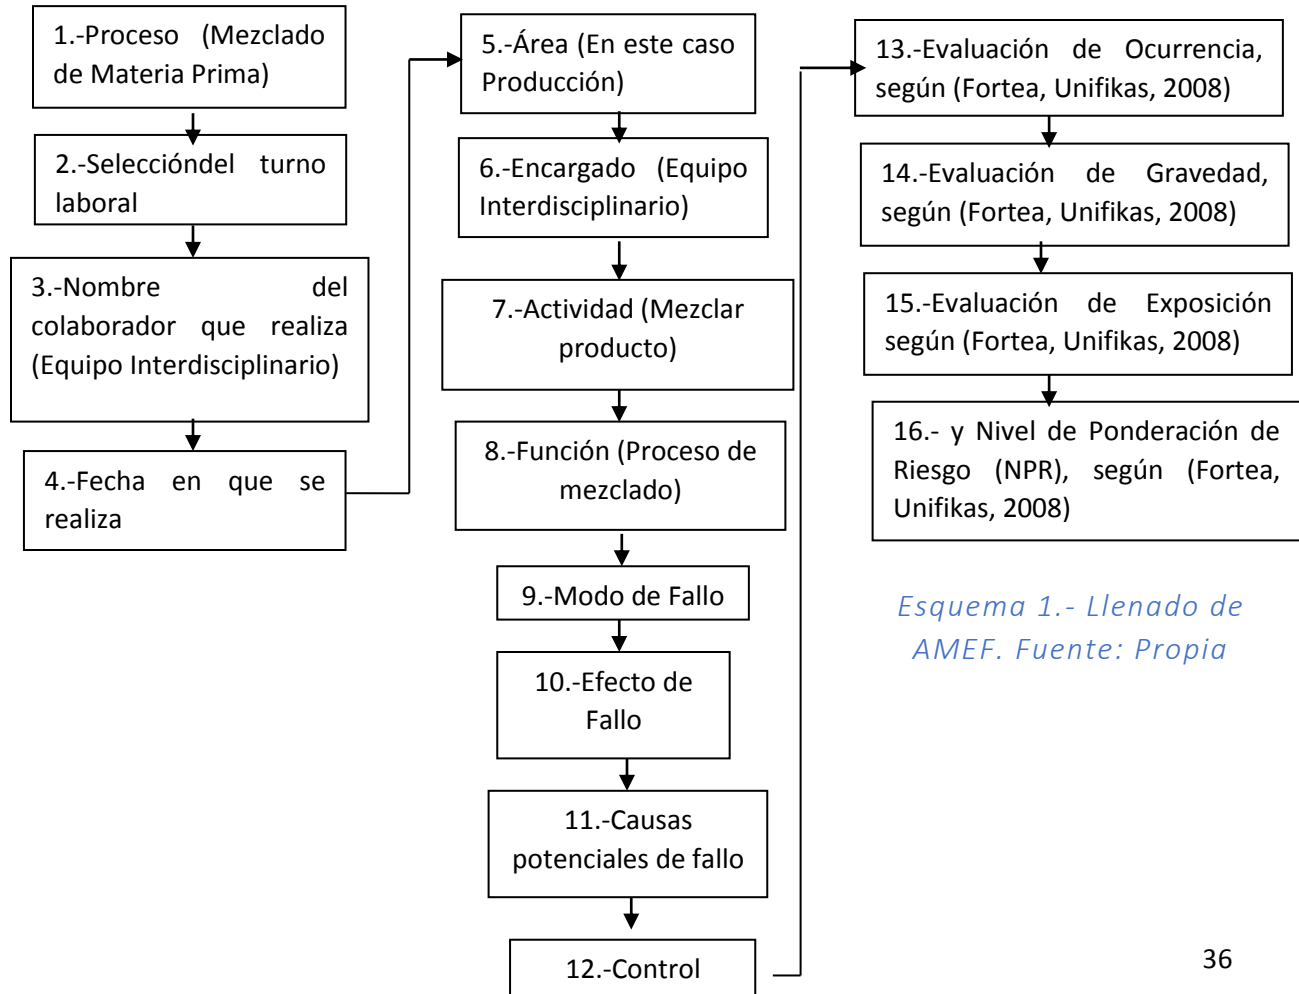 1.-Proceso (Mezclado
de Materia Prima)
2.-Seleccióndel turno
laboral
3.-Nombre del
colaborador que realiza
(Equipo Interdisciplinario)
4.-Fecha en que se
realiza
5.-Área (En este caso
Producción)
6.-Encargado (Equipo
Interdisciplinario)
7.-Actividad (Mezclar
producto)
8.-Función (Proceso de
mezclado)
9.-Modo de Fallo
10.-Efecto de
Fallo
11.-Causas
potenciales de fallo
12.-Control
13.-Evaluación de Ocurrencia,
según (Fortea, Unifikas, 2008)
14.-Evaluación de Gravedad,
según (Fortea, Unifikas, 2008)
15.-Evaluación de Exposición
según (Fortea, Unifikas, 2008)
16.- y Nivel de Ponderación de
Riesgo (NPR), según (Fortea,
Unifikas, 2008)
Esquema 1.- Llenado de
AMEF. Fuente: Propia
36